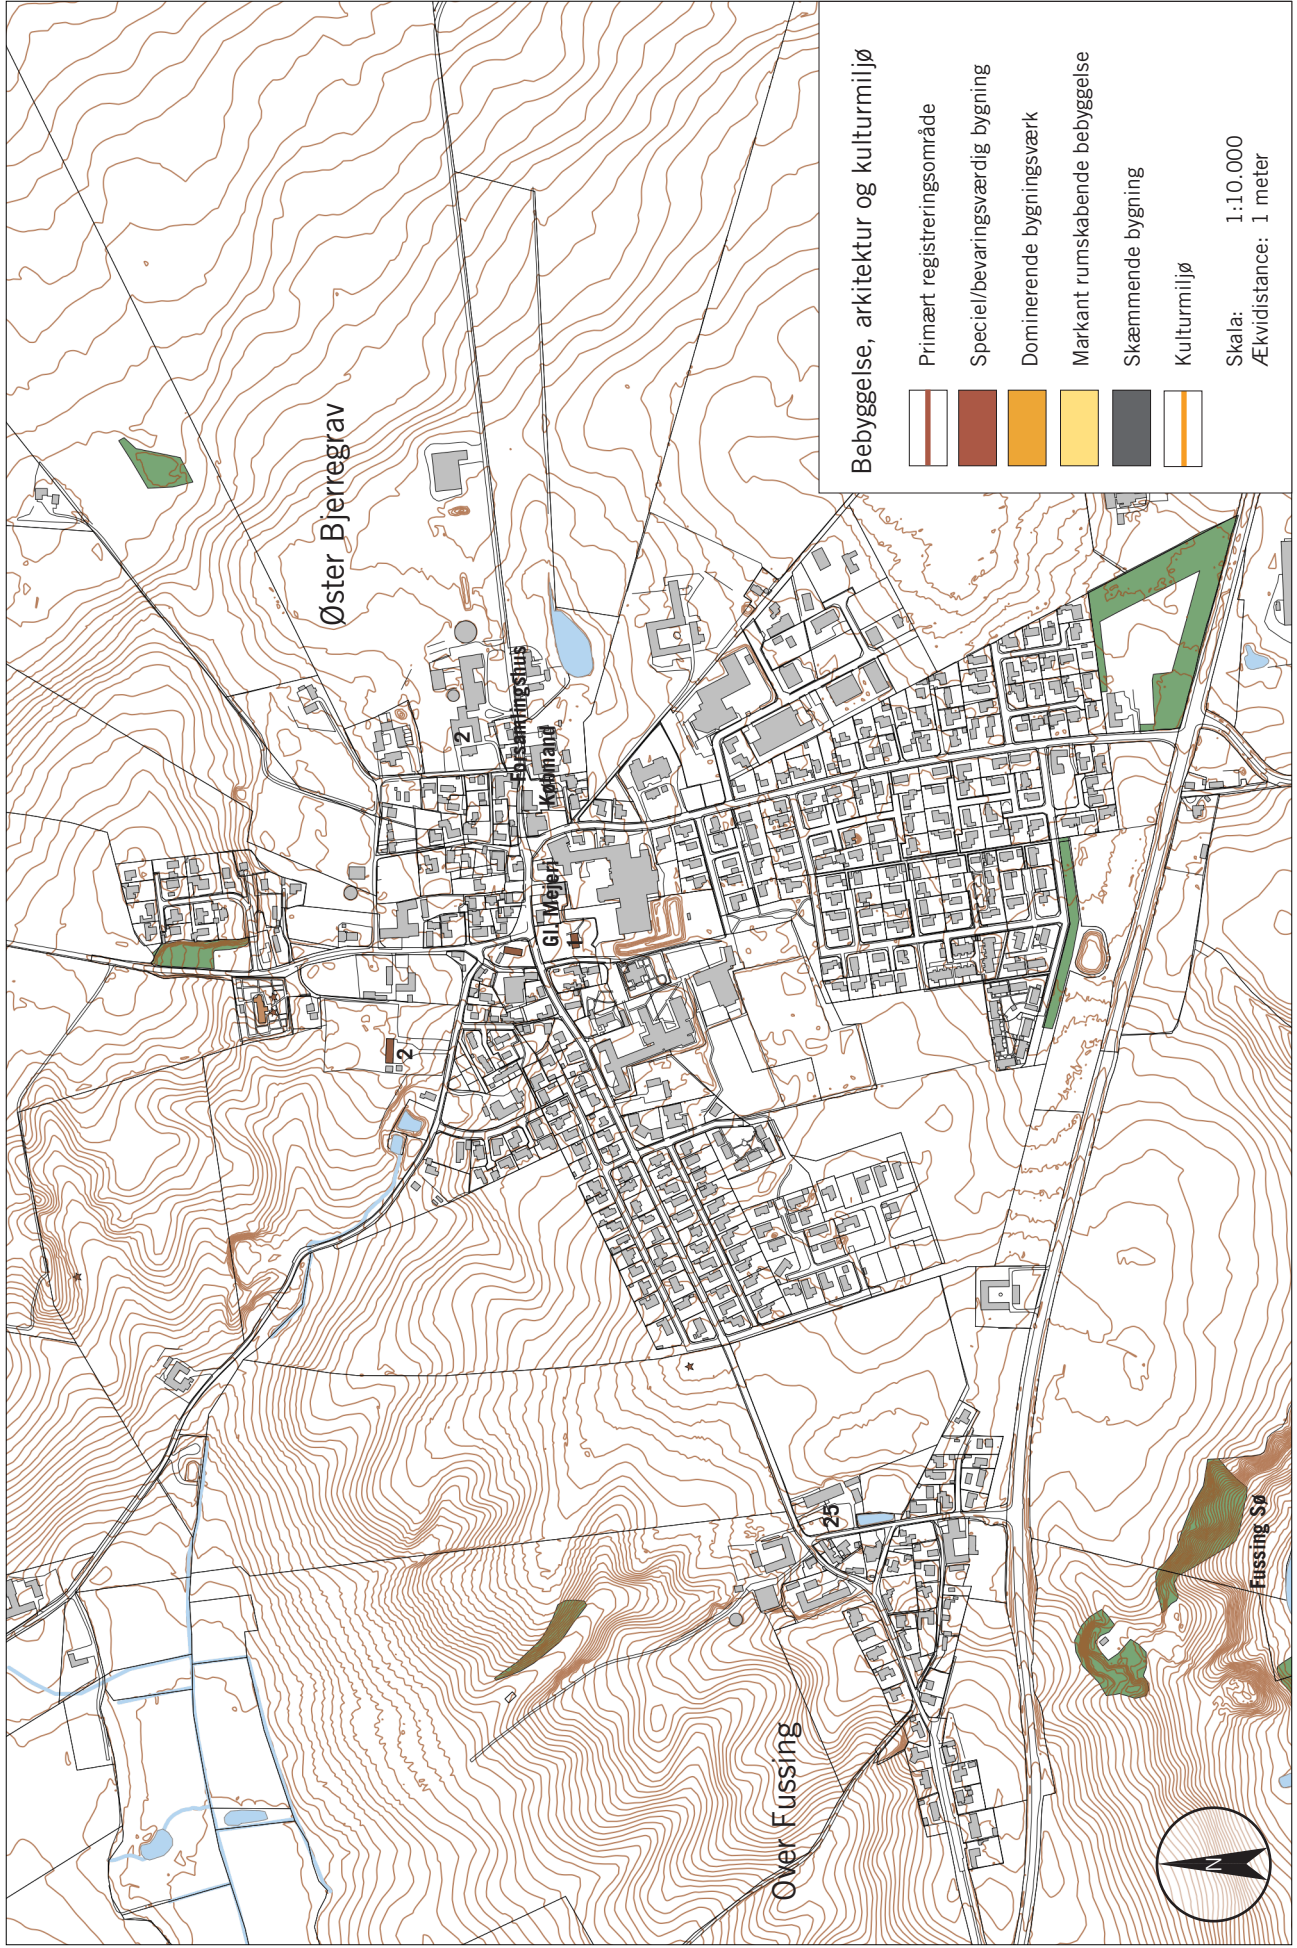 Bebyggelse, arkitektur og kulturmiljø
Primært registreringsområde
Speciel/bevaringsværdig bygning
Dominerende bygningsværk
Markant rumskabende bebyggelse
Skæmmende bygning
Kulturmiljø
Skala: 1:10.000
Ækvidistance: 1 meter
Øster Bjerregrav
2
Forsamlingshus
Købmand
Gl. Mejeri
1
2
25
Over Fussing
Fussing Sø
N